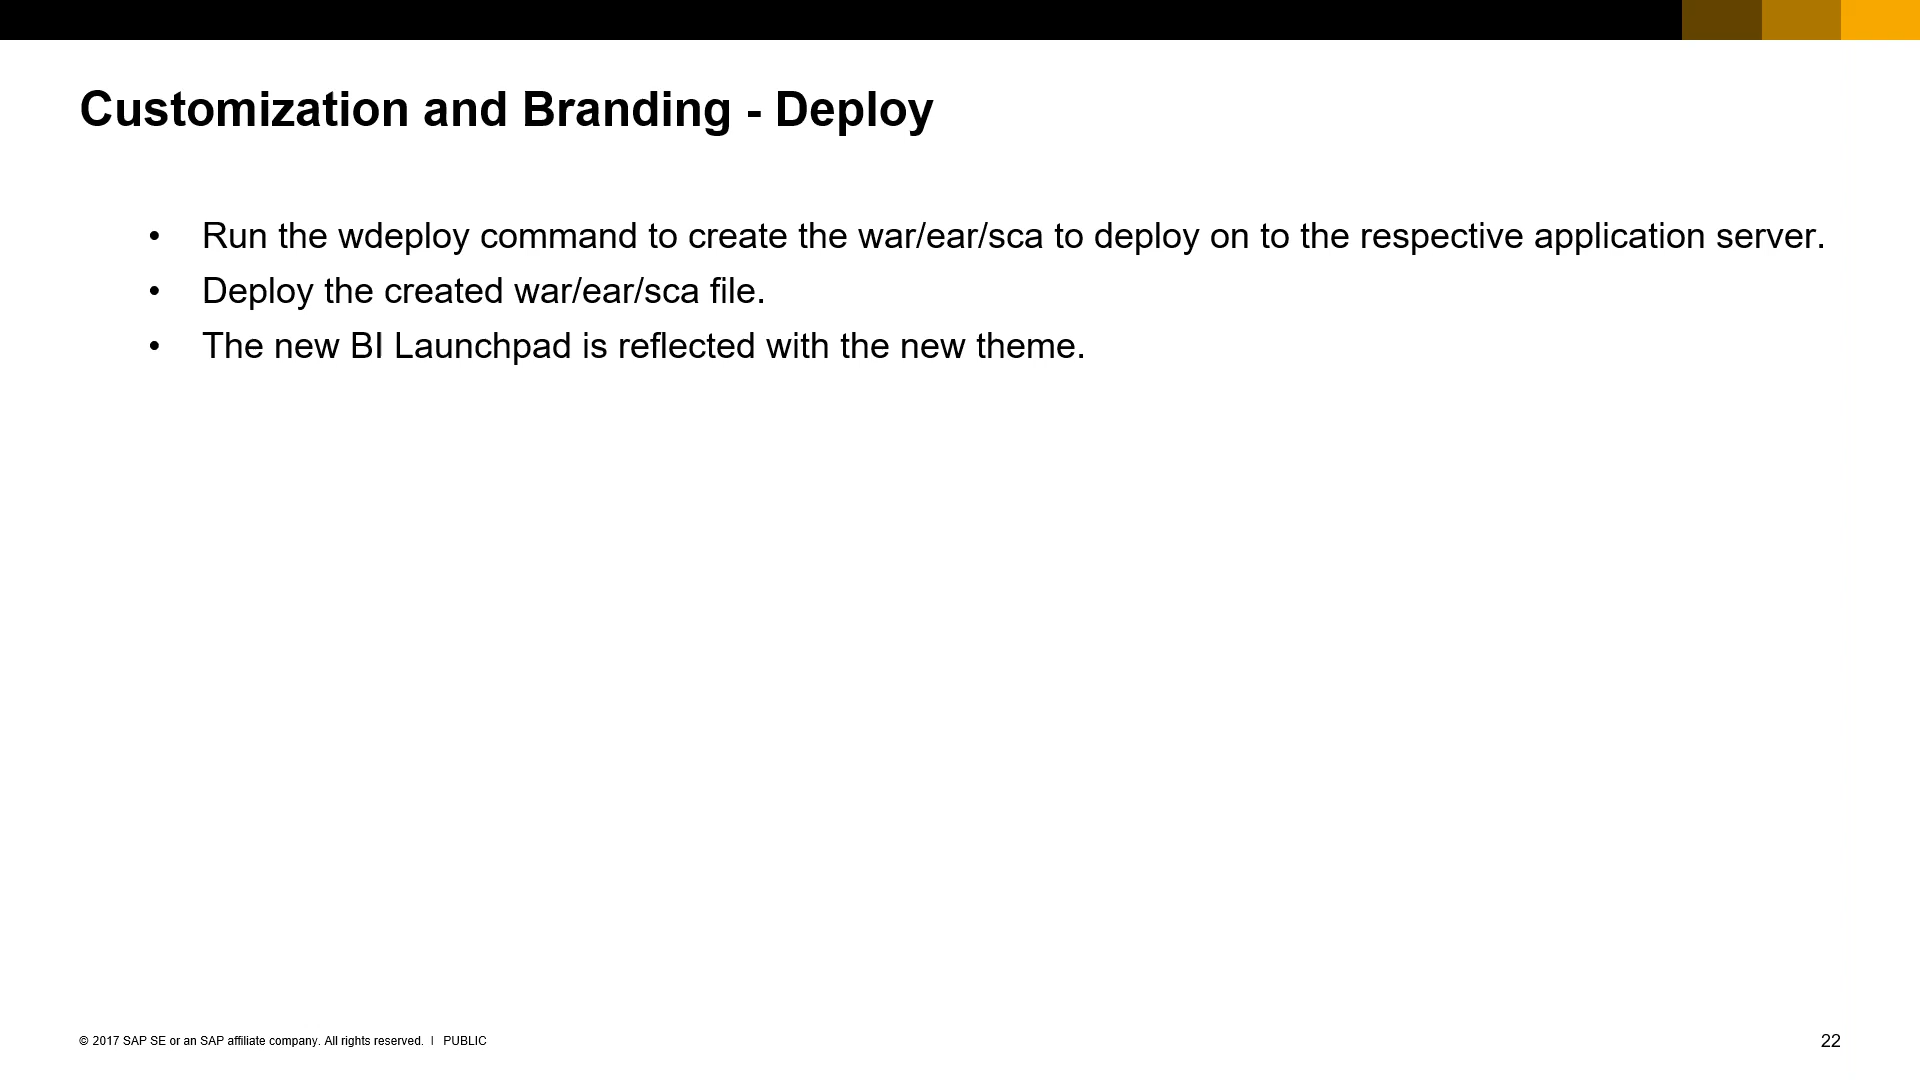 Customization and Branding - Deploy
• Run the wdeploy command to create the war/ear/sca to deploy on to the respective application server.
• Deploy the created war/ear/sca file.
• The new BI Launchpad is reflected with the new theme.
© 2017 SAP SE or an SAP affiliate company. All rights reserved. ǀ PUBLIC
22